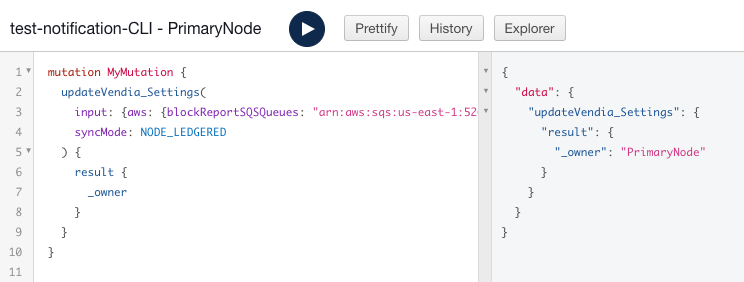 test-notification-CLI - PrimaryNode
Prettify
History
Explorer
1 mutation MyMutation {
2 updateVendia_Settings(
3 input: {aws: {blockReportSQSQueues: "arn:aws:sqs:us-east-1:52
4 syncMode: NODE_LEDGERED
5 ) {
6 result {
7 _owner
8 }
9 }
10 }
11
{
"data": {
"updateVendia_Settings": {
"result": {
"_owner": "PrimaryNode"
}
}
}
}